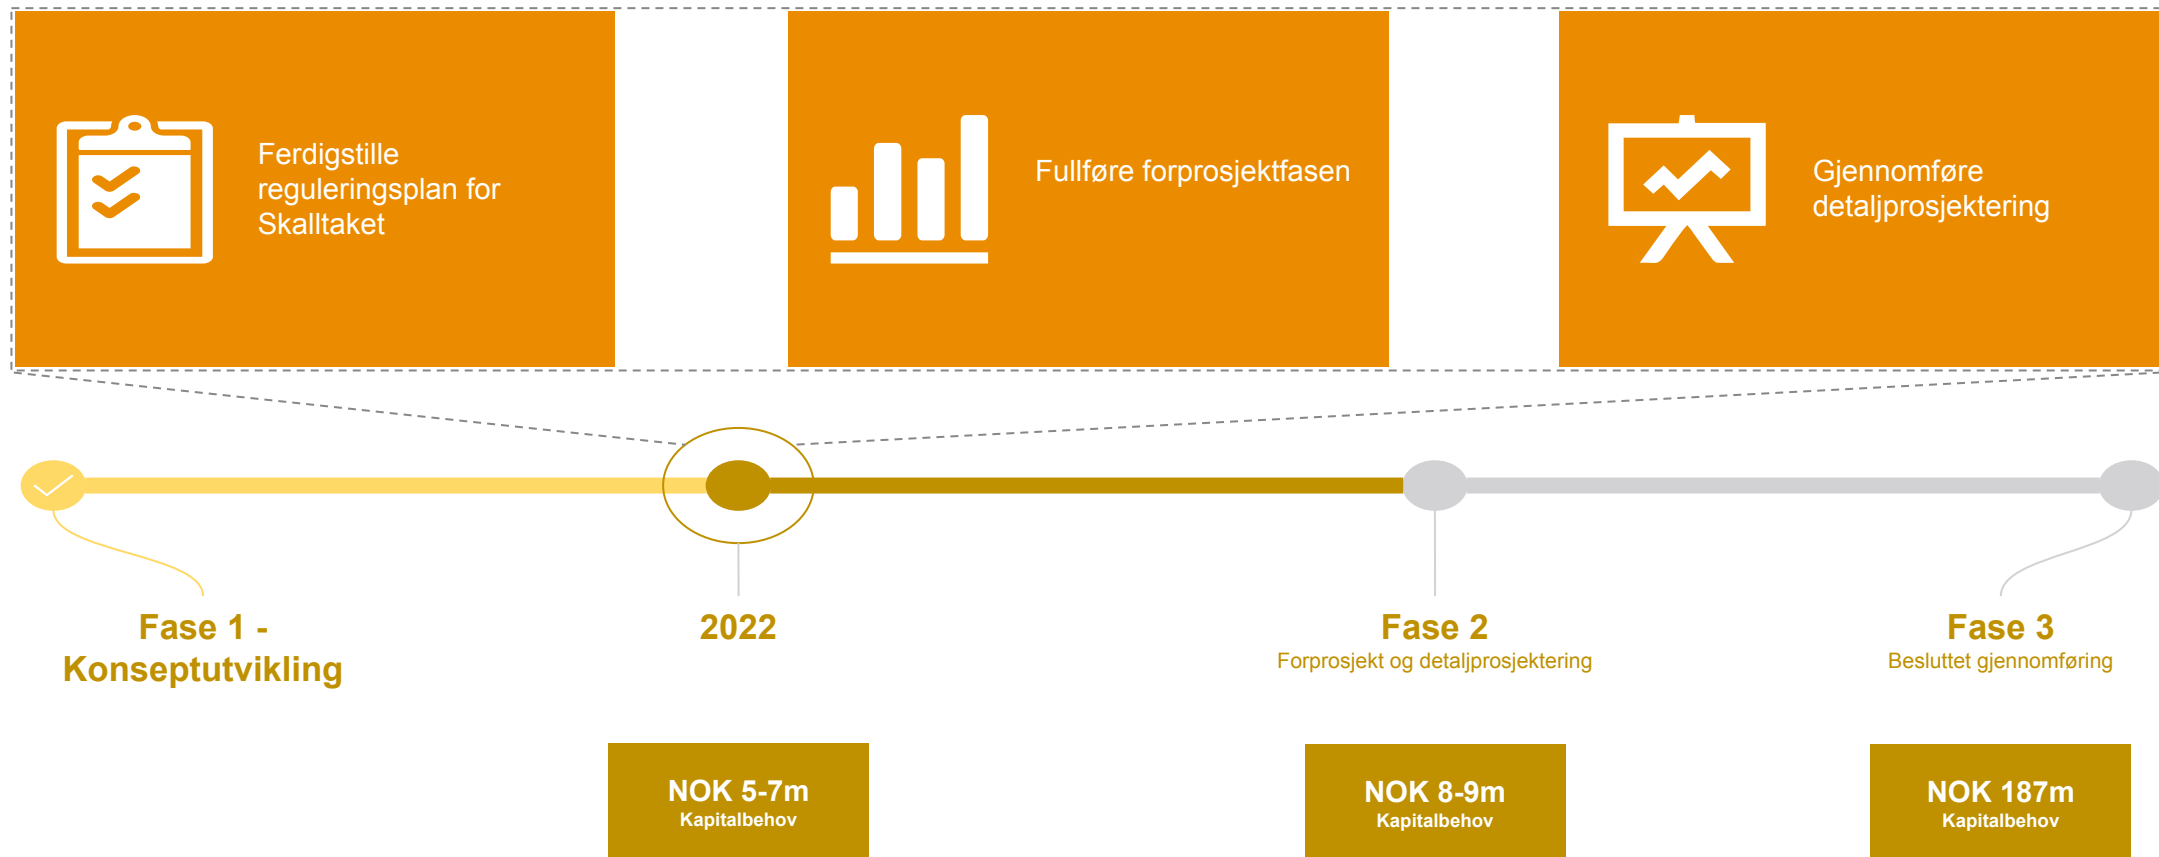 Ferdigstille
reguleringsplan for
Skalltaket
Fullføre forprosjektfasen
Gjennomføre
detaljprosjektering
Fase 1 -
Konseptutvikling
2022
Fase 2
Forprosjekt og detaljprosjektering
Fase 3
Besluttet gjennomføring
NOK 5-7m
Kapitalbehov
NOK 8-9m
Kapitalbehov
NOK 187m
Kapitalbehov